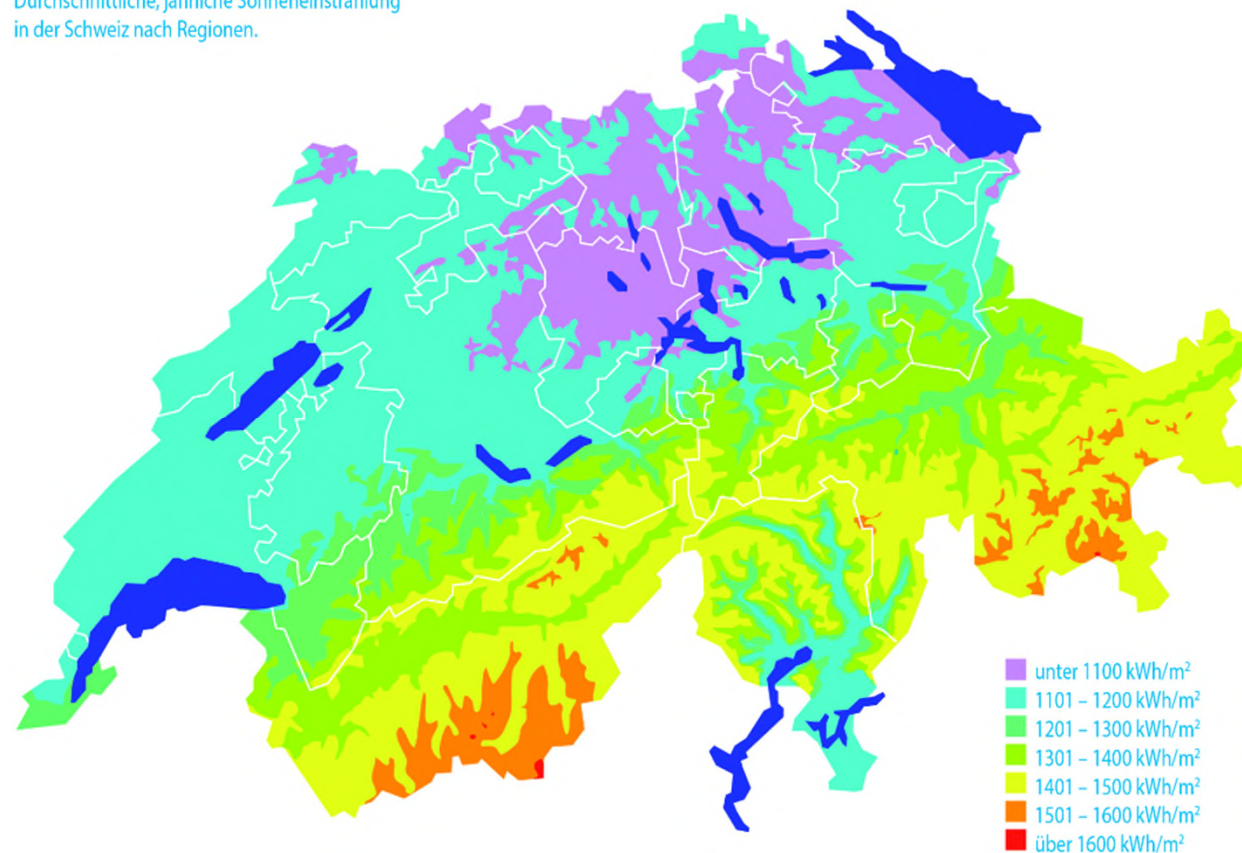 Durchschnittliche, jährliche Sonneneinstrahlung
in der Schweiz nach Regionen.
unter 1100 kWh/m²
1101 – 1200 kWh/m²
1201 – 1300 kWh/m²
1301 – 1400 kWh/m²
1401 – 1500 kWh/m²
1501 – 1600 kWh/m²
über 1600 kWh/m²